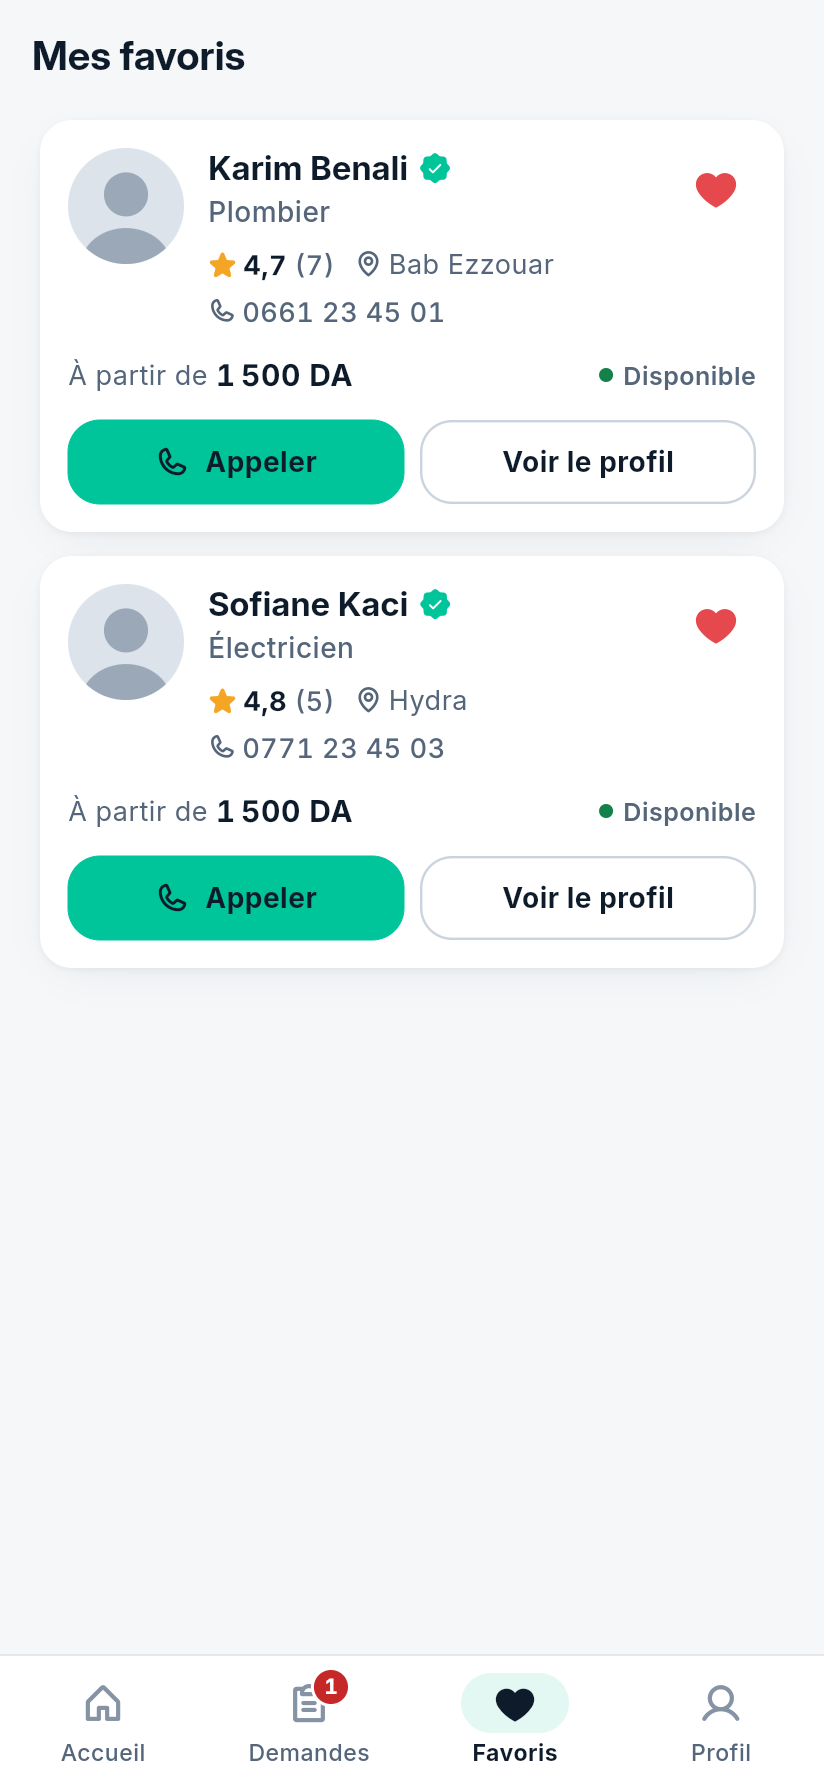 Mes favoris
Karim Benali
Plombier
4,7 (7) Bab Ezzouar
0661 23 45 01
À partir de 1 500 DA Disponible
Appeler Voir le profil
Sofiane Kaci
Électricien
4,8 (5) Hydra
0771 23 45 03
À partir de 1 500 DA Disponible
Appeler Voir le profil
1
Accueil Demandes Favoris Profil